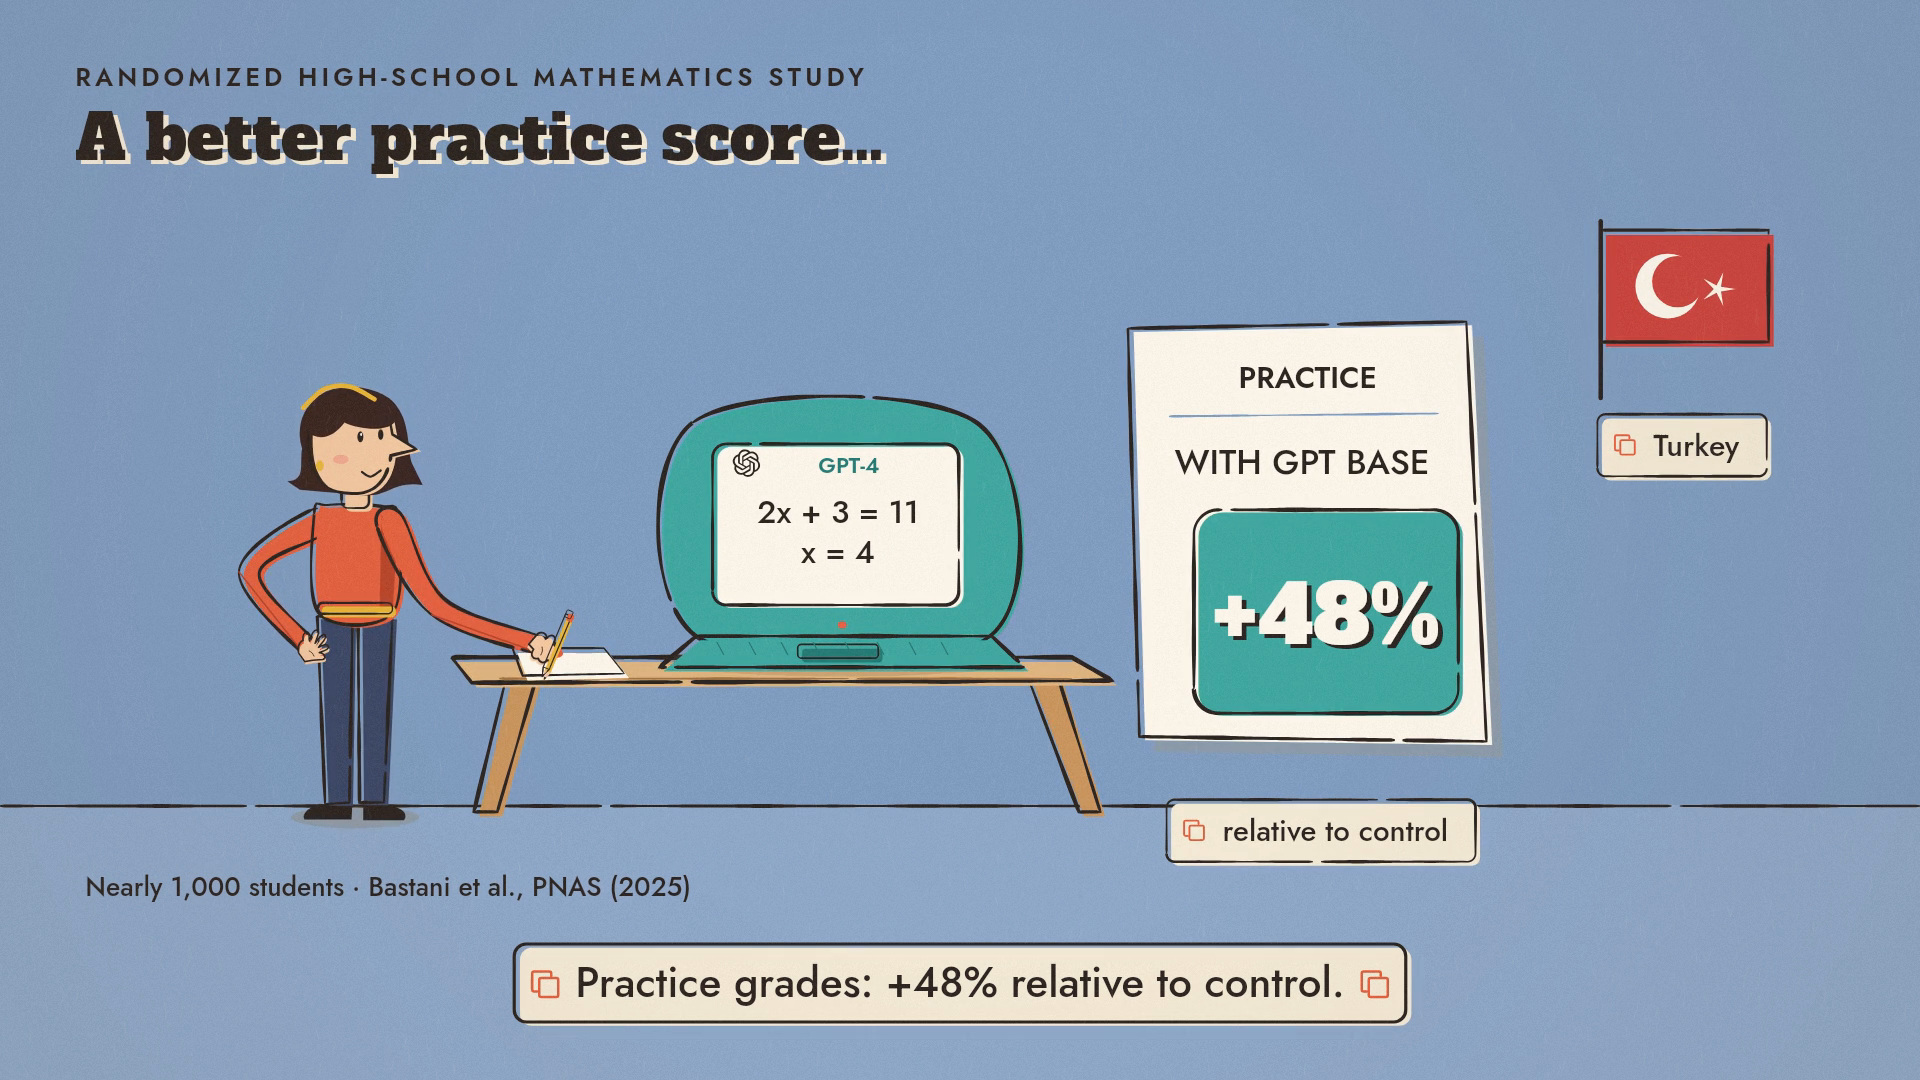 RANDOMIZED HIGH-SCHOOL MATHEMATICS STUDY
A better practice score...
GPT-4
2x + 3 = 11
x = 4
PRACTICE
WITH GPT BASE
+48%
Turkey
relative to control
Nearly 1,000 students · Bastani et al., PNAS (2025)
Practice grades: +48% relative to control.